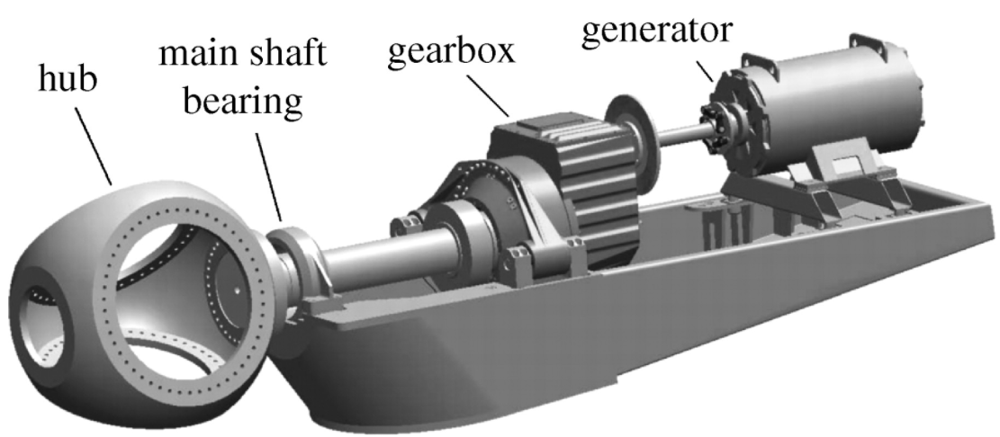 hub
main shaft
bearing
gearbox
generator